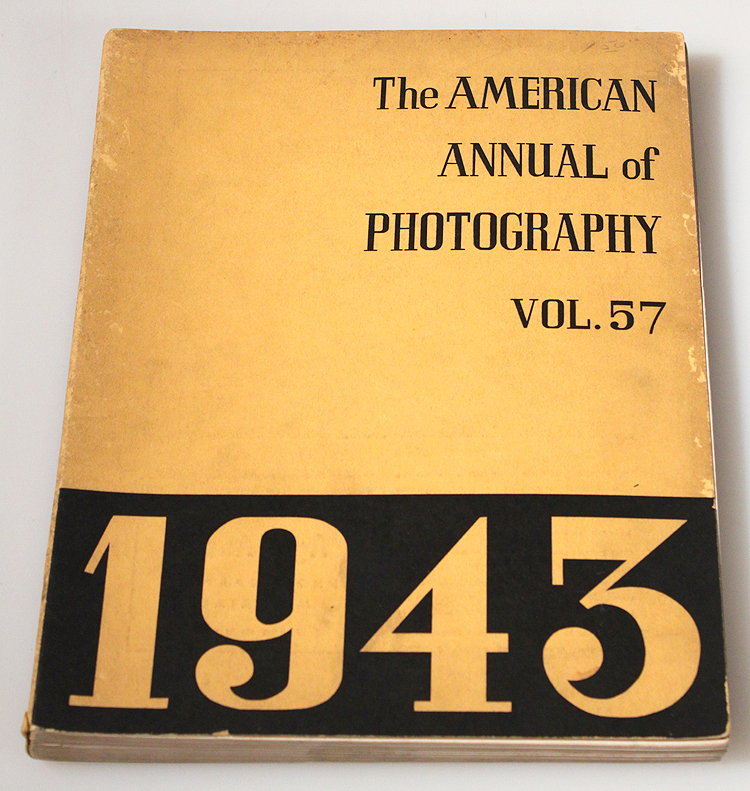 The AMERICAN
ANNUAL of
PHOTOGRAPHY
VOL. 57
1943